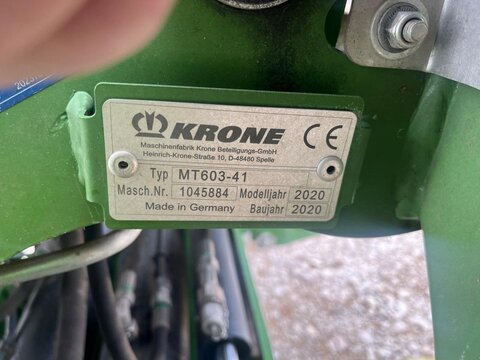 KRONE CE
Maschinenfabrik Krone Beteiligungs-GmbH
Heinrich-Krone-Straße 10, D-48480 Spelle
Typ MT603-41
Masch.Nr. 1045884 Modelljahr 2020
Made in Germany Baujahr 2020